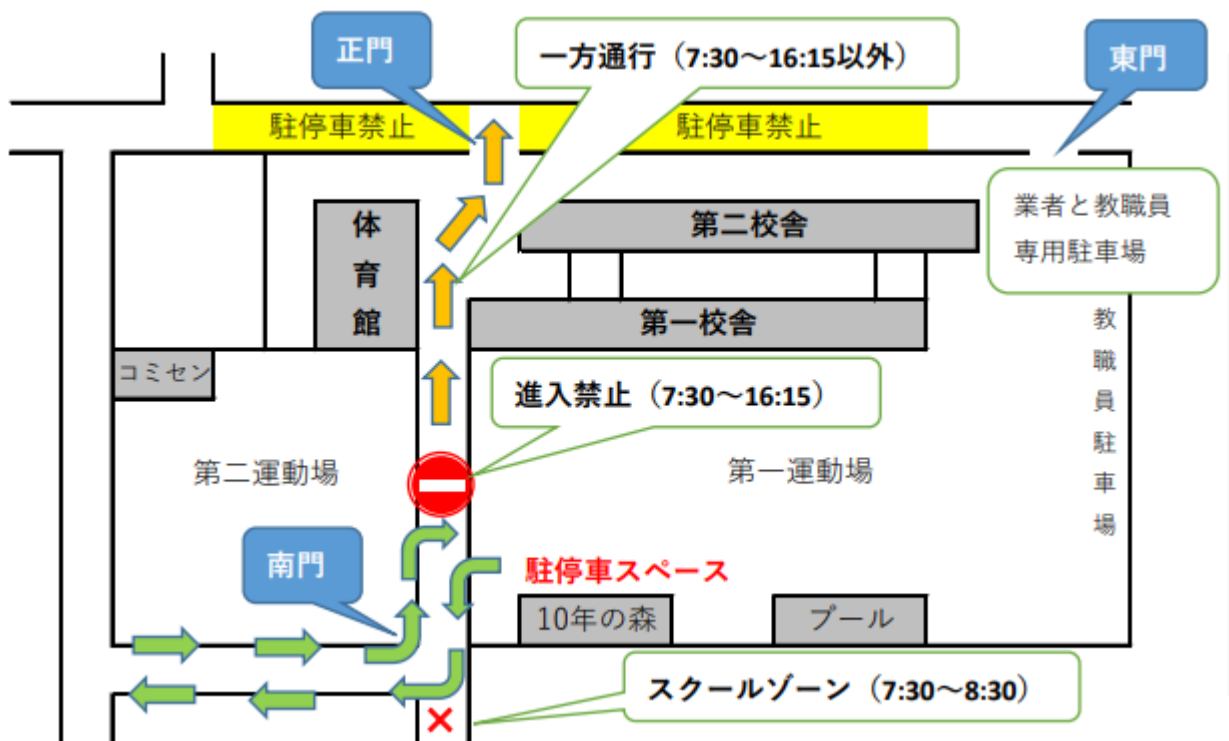 正門
一方通行（7:30～16:15以外）
東門
駐停車禁止
駐停車禁止
業者と教職員
専用駐車場
体育館
第二校舎
第一校舎
教職員駐車場
コミセン
進入禁止（7:30～16:15）
第二運動場
第一運動場
南門
駐停車スペース
10年の森
プール
スクールゾーン（7:30～8:30）